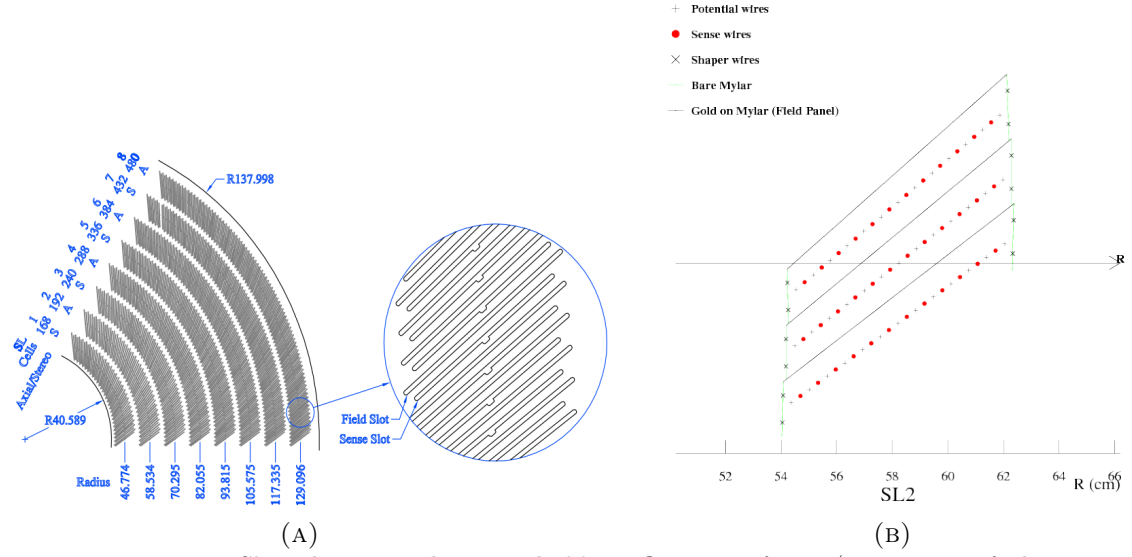 SL 1 2 3 4 5 6 7 8
Cells 168 192 240 288 336 384 432 480
Axial/Stereo S A S A S A S A
R137.998
R40.589
Field Slot
Sense Slot
Radius 46.774 58.534 70.295 82.055 93.815 105.575 117.335 129.096
(A)
+ Potential wires
Sense wires
× Shaper wires
Bare Mylar
Gold on Mylar (Field Panel)
R
52 54 56 58 60 62 64 66
SL2
R (cm)
(B)